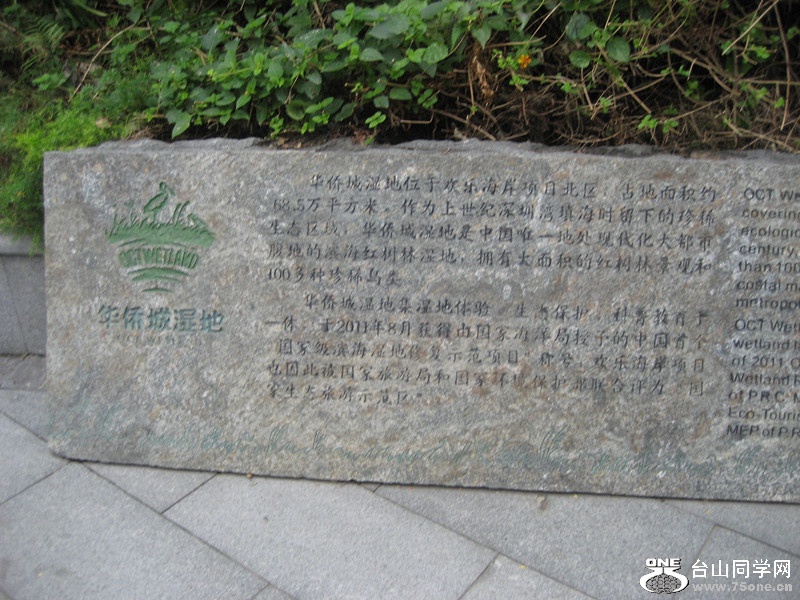 OCT WETLAND
华侨城湿地
华侨城湿地位于欢乐海岸项目北区，占地面积约
68.5万平方米。作为上世纪深圳湾填海时留下的珍稀
生态区域，华侨城湿地是中国唯一地处现代化大都市
腹地的滨海红树林湿地，拥有大面积的红树林景观和
100多种珍稀鸟类
华侨城湿地集湿地体验、生态保护、科普教育于
一体，于2011年8月获得由国家海洋局授予的中国首个
“国家级滨海湿地修复示范项目”称号，欢乐海岸项目
也因此被国家旅游局和国家环境保护部联合评为“国
家生态旅游示范区”
OCT We
covering
ecologic
century,
than 100
costal ma
metropol
OCT Wet
wetland la
of 2011 O
Wetland R
of P.R.C. M
Eco-Touri
MEP of P.R
ONE 台山同学网
www.75one.cn